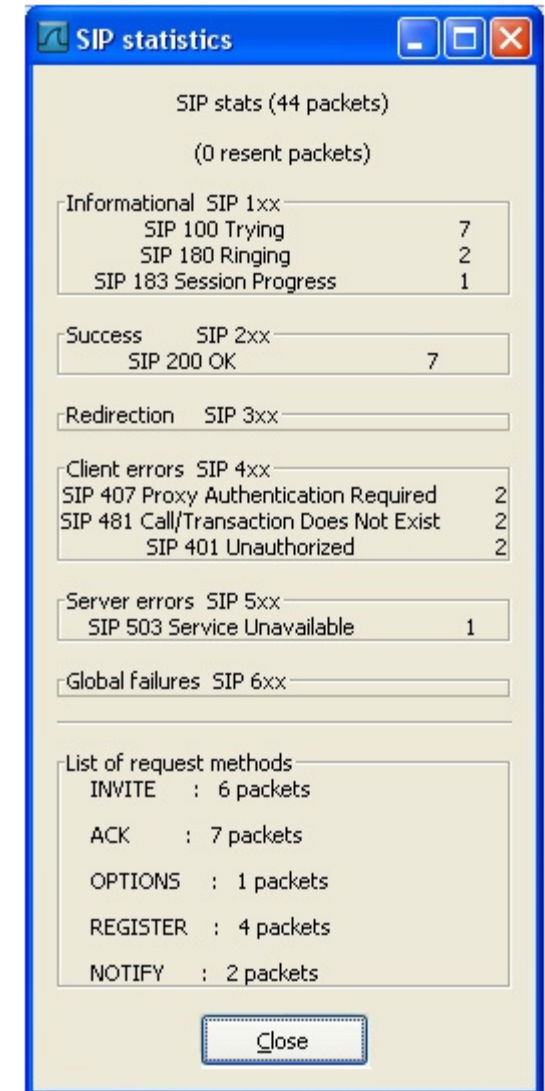 SIP statistics
SIP stats (44 packets)
(0 resent packets)
Informational SIP 1xx
SIP 100 Trying 7
SIP 180 Ringing 2
SIP 183 Session Progress 1
Success SIP 2xx
SIP 200 OK 7
Redirection SIP 3xx
Client errors SIP 4xx
SIP 407 Proxy Authentication Required 2
SIP 481 Call/Transaction Does Not Exist 2
SIP 401 Unauthorized 2
Server errors SIP 5xx
SIP 503 Service Unavailable 1
Global failures SIP 6xx
List of request methods
INVITE : 6 packets
ACK : 7 packets
OPTIONS : 1 packets
REGISTER : 4 packets
NOTIFY : 2 packets
Close